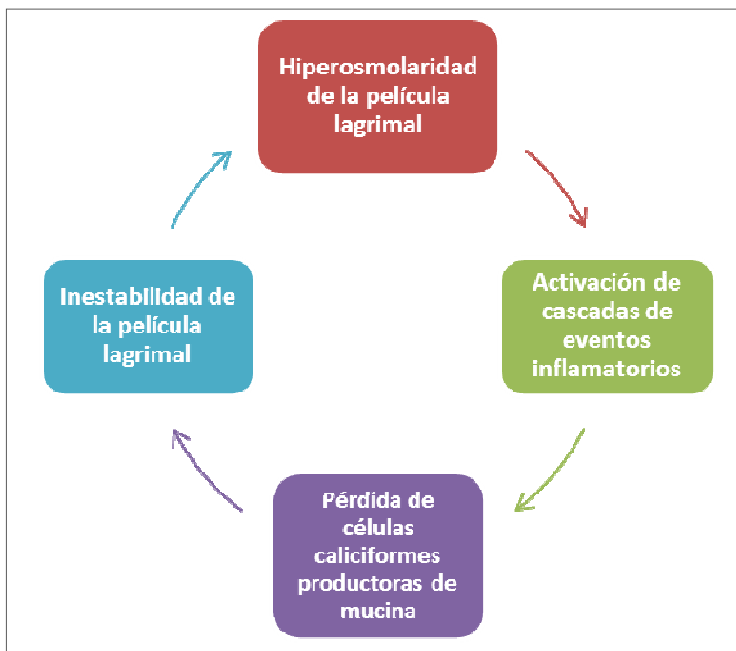 Hiperosmolaridad
de la película
lagrimal
Activación de
cascadas de
eventos
inflamatorios
Pérdida de
células
caliciformes
productoras de
mucina
Inestabilidad de
la película
lagrimal